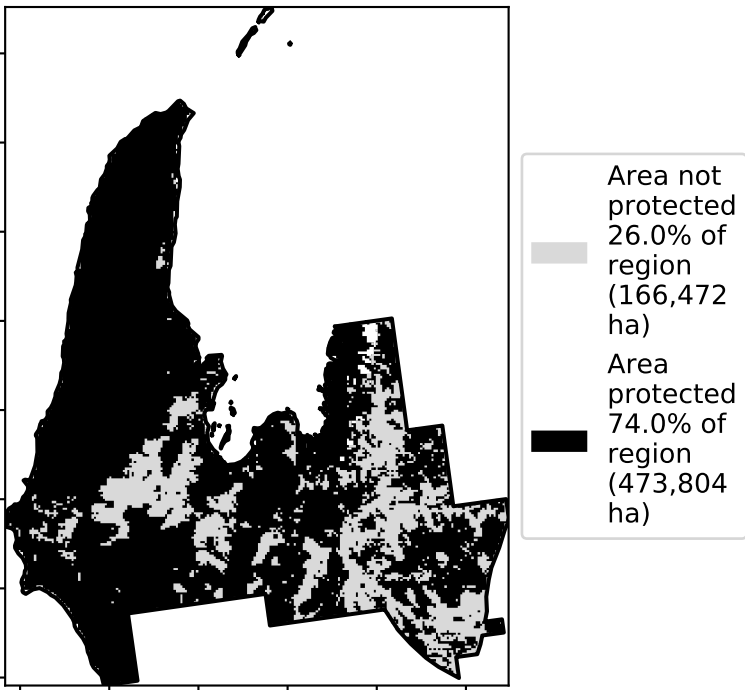 Area not
protected
26.0% of
region
(166,472
ha)
Area
protected
74.0% of
region
(473,804
ha)